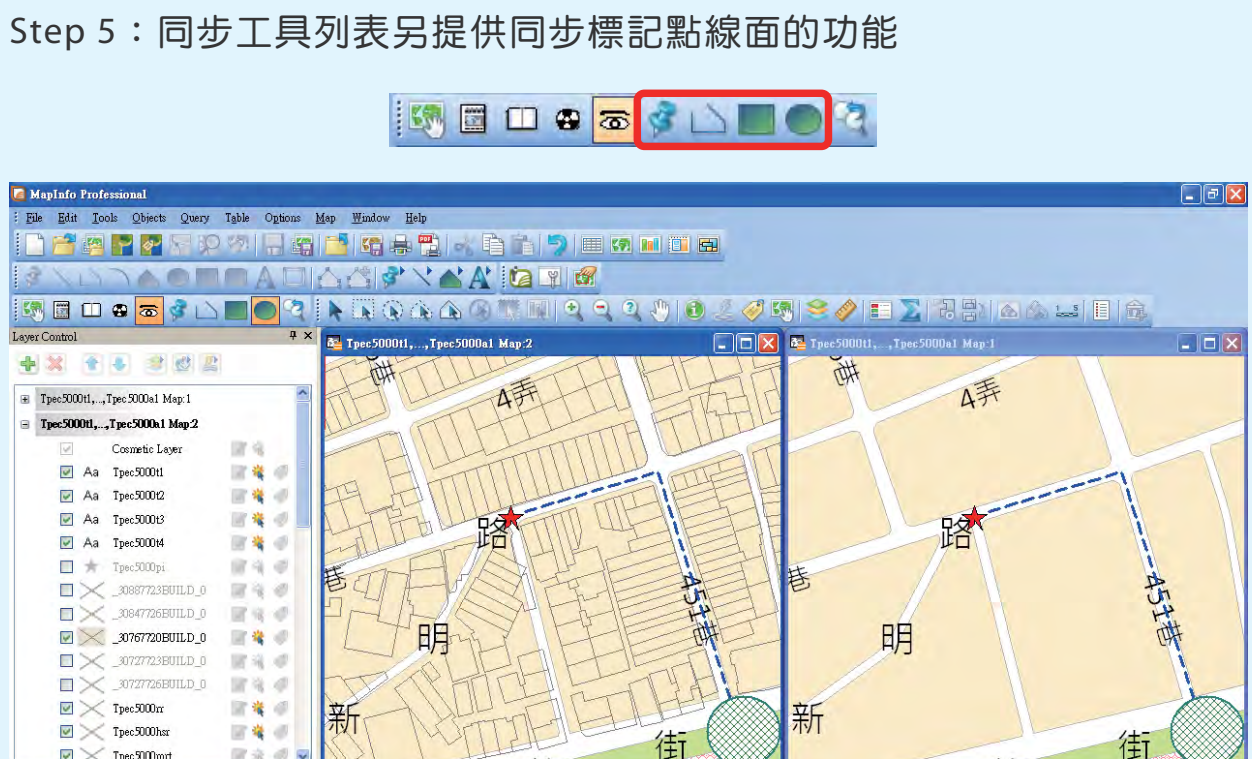 Step 5：同步工具列表另提供同步標記點線面的功能
MapInfo Professional
File Edit Tools Objects Query Table Options Map Window Help
Layer Control
Tpec5000t1,...,Tpec5000a1 Map:1
Tpec5000t1,...,Tpec5000a1 Map:2
Cosmetic Layer
Aa Tpec5000t1
Aa Tpec5000t2
Aa Tpec5000t3
Aa Tpec5000t4
Tpec5000pi
_30887723BUILD_0
_30847726BUILD_0
_30767720BUILD_0
_30727723BUILD_0
_30727726BUILD_0
Tpec5000rr
Tpec5000hsr
Tpec5000mrt
Tpec5000t1,...,Tpec5000a1 Map:2
巷
4弄
路
巷
451巷
明
新
街
Tpec5000t1,...,Tpec5000a1 Map:1
巷
4弄
路
巷
451巷
明
新
街